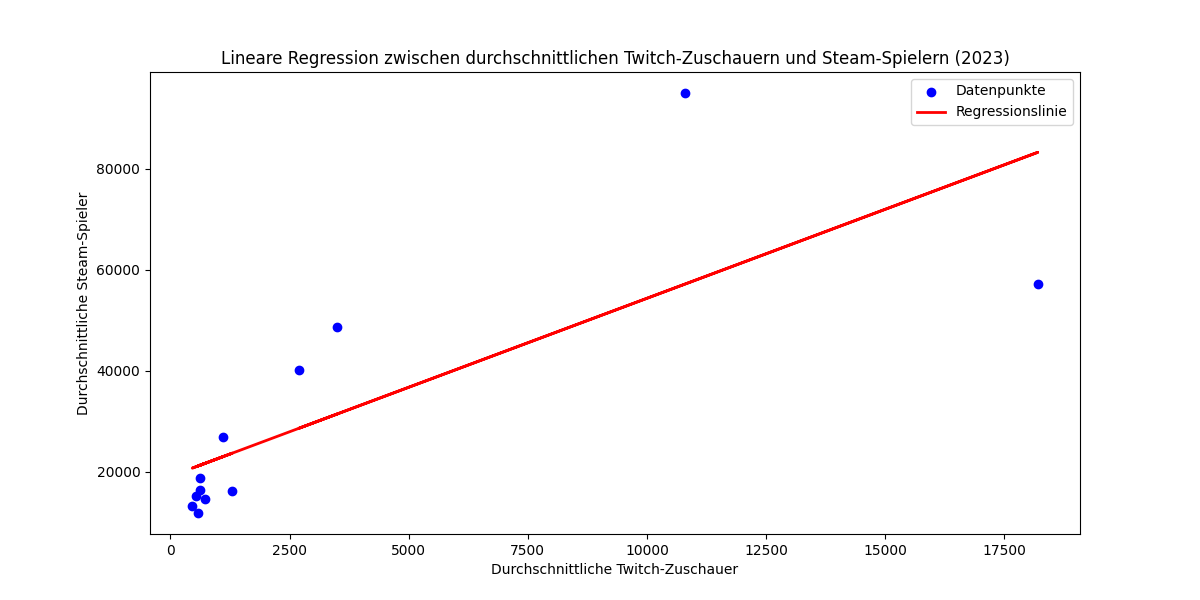 Lineare Regression zwischen durchschnittlichen Twitch-Zuschauern und Steam-Spielern (2023)
Datenpunkte
Regressionslinie
Durchschnittliche Steam-Spieler
80000
60000
40000
20000
0 2500 5000 7500 10000 12500 15000 17500
Durchschnittliche Twitch-Zuschauer